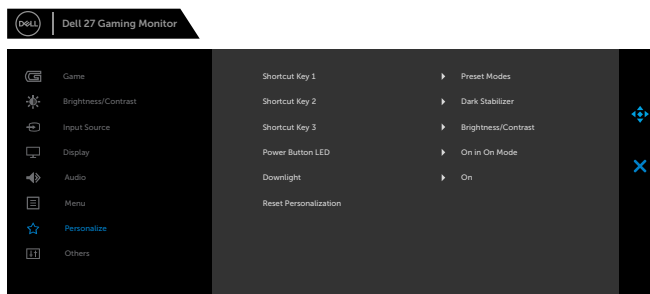 DELL
Dell 27 Gaming Monitor
Game
Shortcut Key 1 Preset Modes
Brightness/Contrast Shortcut Key 2 Dark Stabilizer
Input Source Shortcut Key 3 Brightness/Contrast
Display Power Button LED On in On Mode
Audio Downlight On
Menu Reset Personalization
Personalize
Others